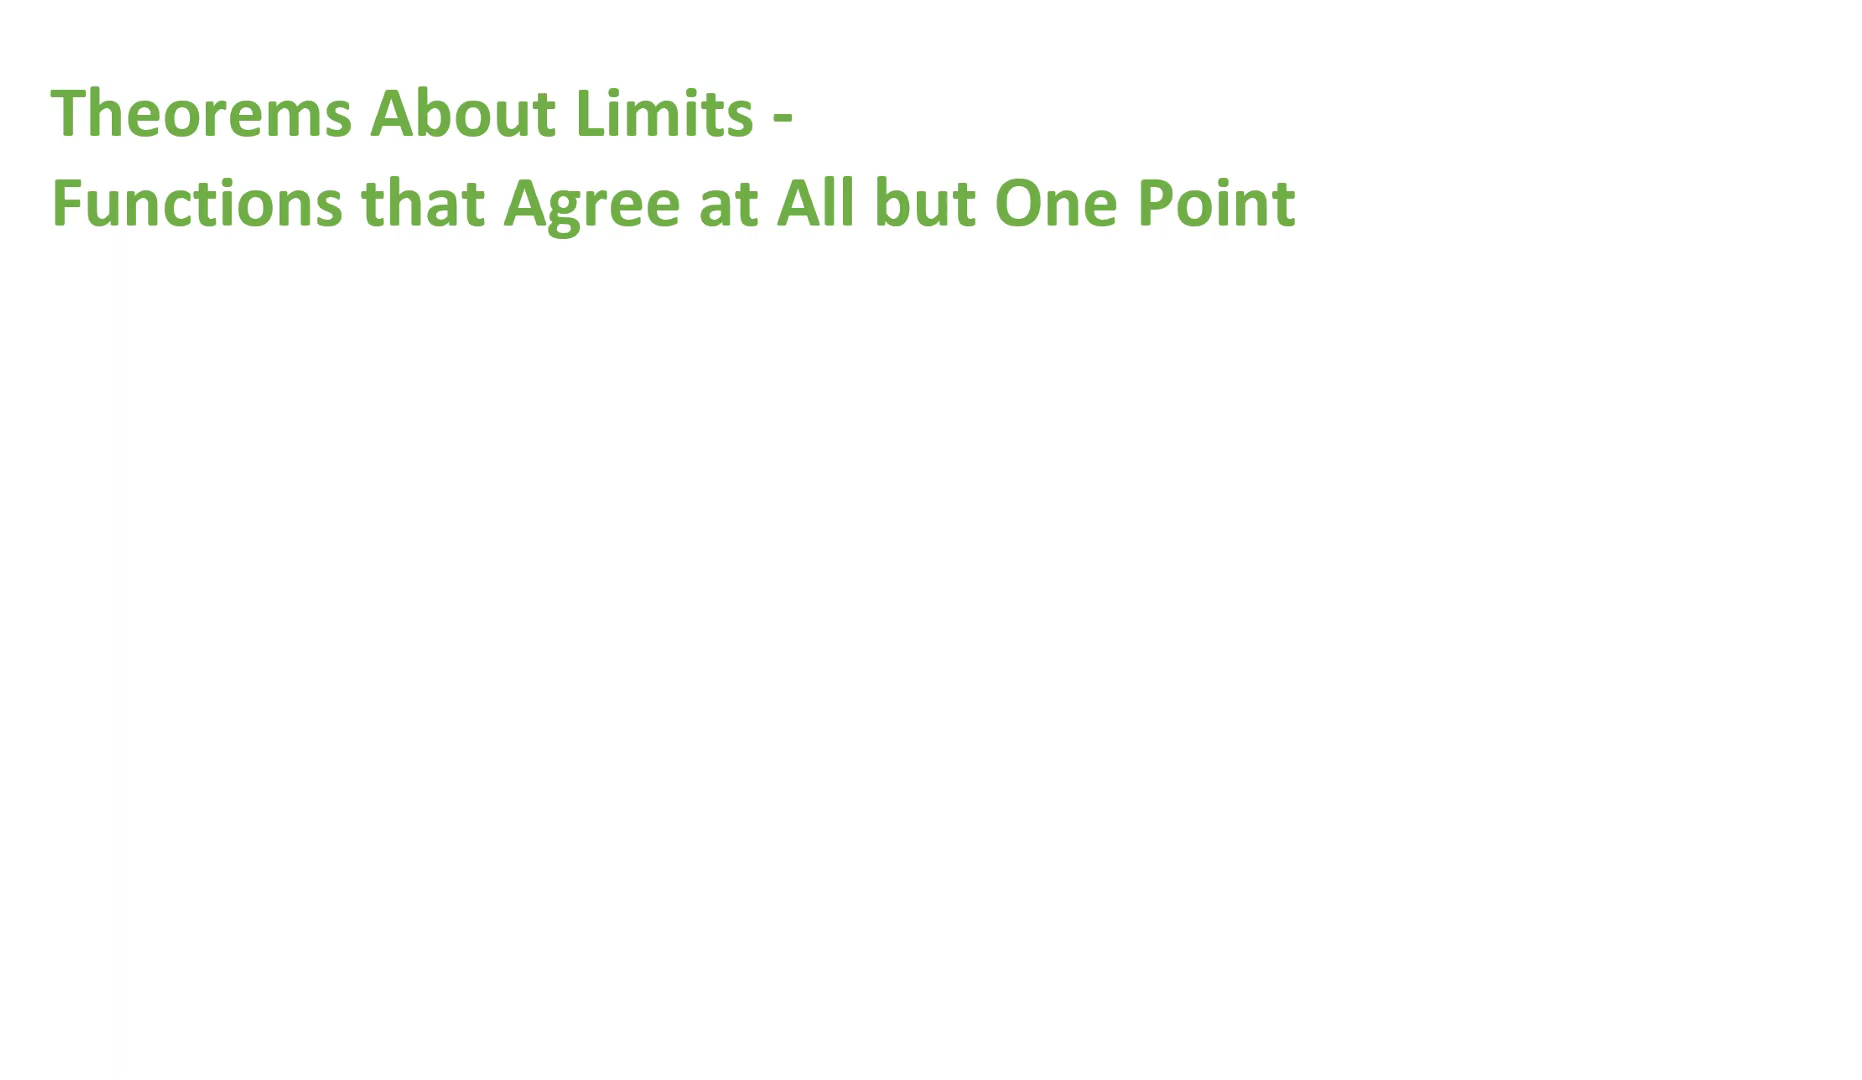 Theorems About Limits -
Functions that Agree at All but One Point